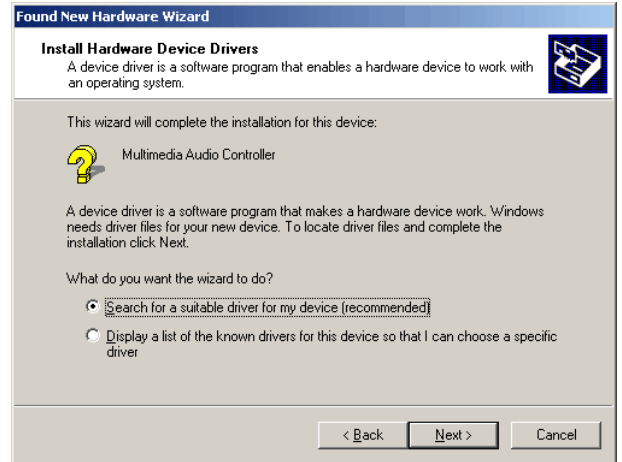 Found New Hardware Wizard
Install Hardware Device Drivers
A device driver is a software program that enables a hardware device to work with
an operating system.
This wizard will complete the installation for this device:
Multimedia Audio Controller
A device driver is a software program that makes a hardware device work. Windows
needs driver files for your new device. To locate driver files and complete the
installation click Next.
What do you want the wizard to do?
Search for a suitable driver for my device (recommended)
Display a list of the known drivers for this device so that I can choose a specific
driver
< Back
Next >
Cancel